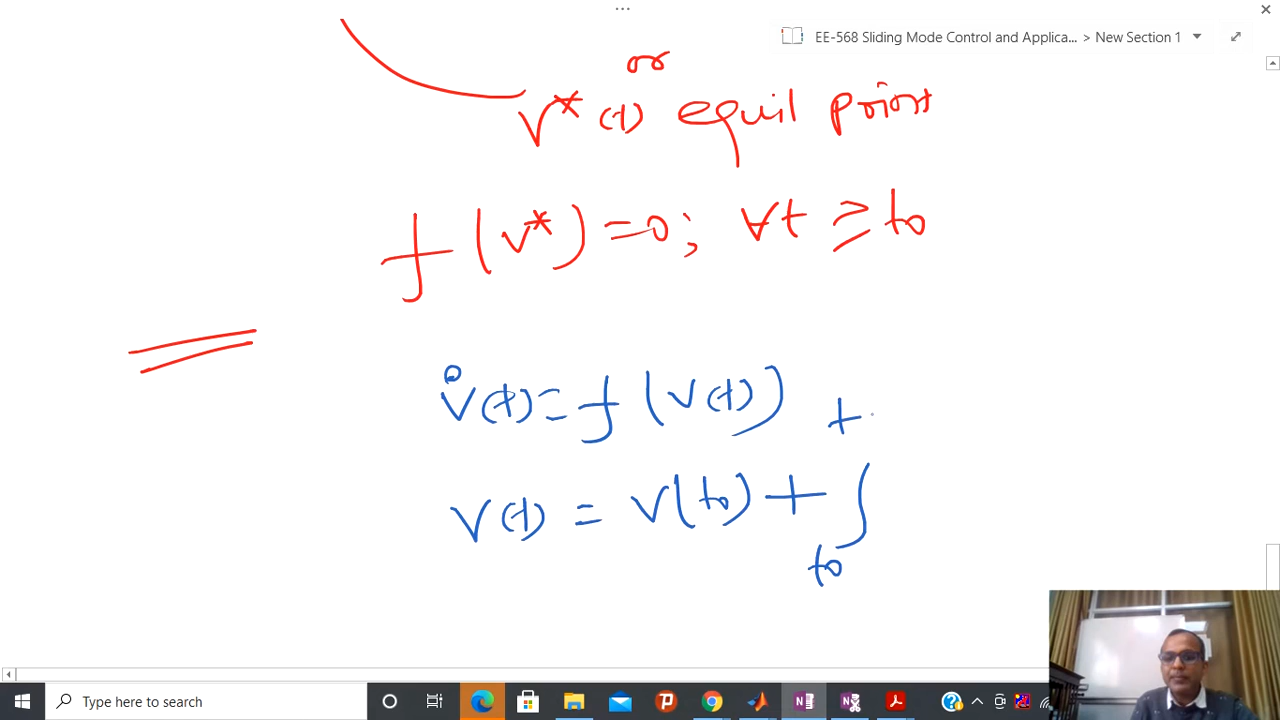 EE-568 Sliding Mode Control and Applica... > New Section 1
or
v*(t) equil point
f(v*)=0; ∀t ≥ to
v̇(t)=f(v(t))
t
v(t) = v(to) + ∫
to
Type here to search